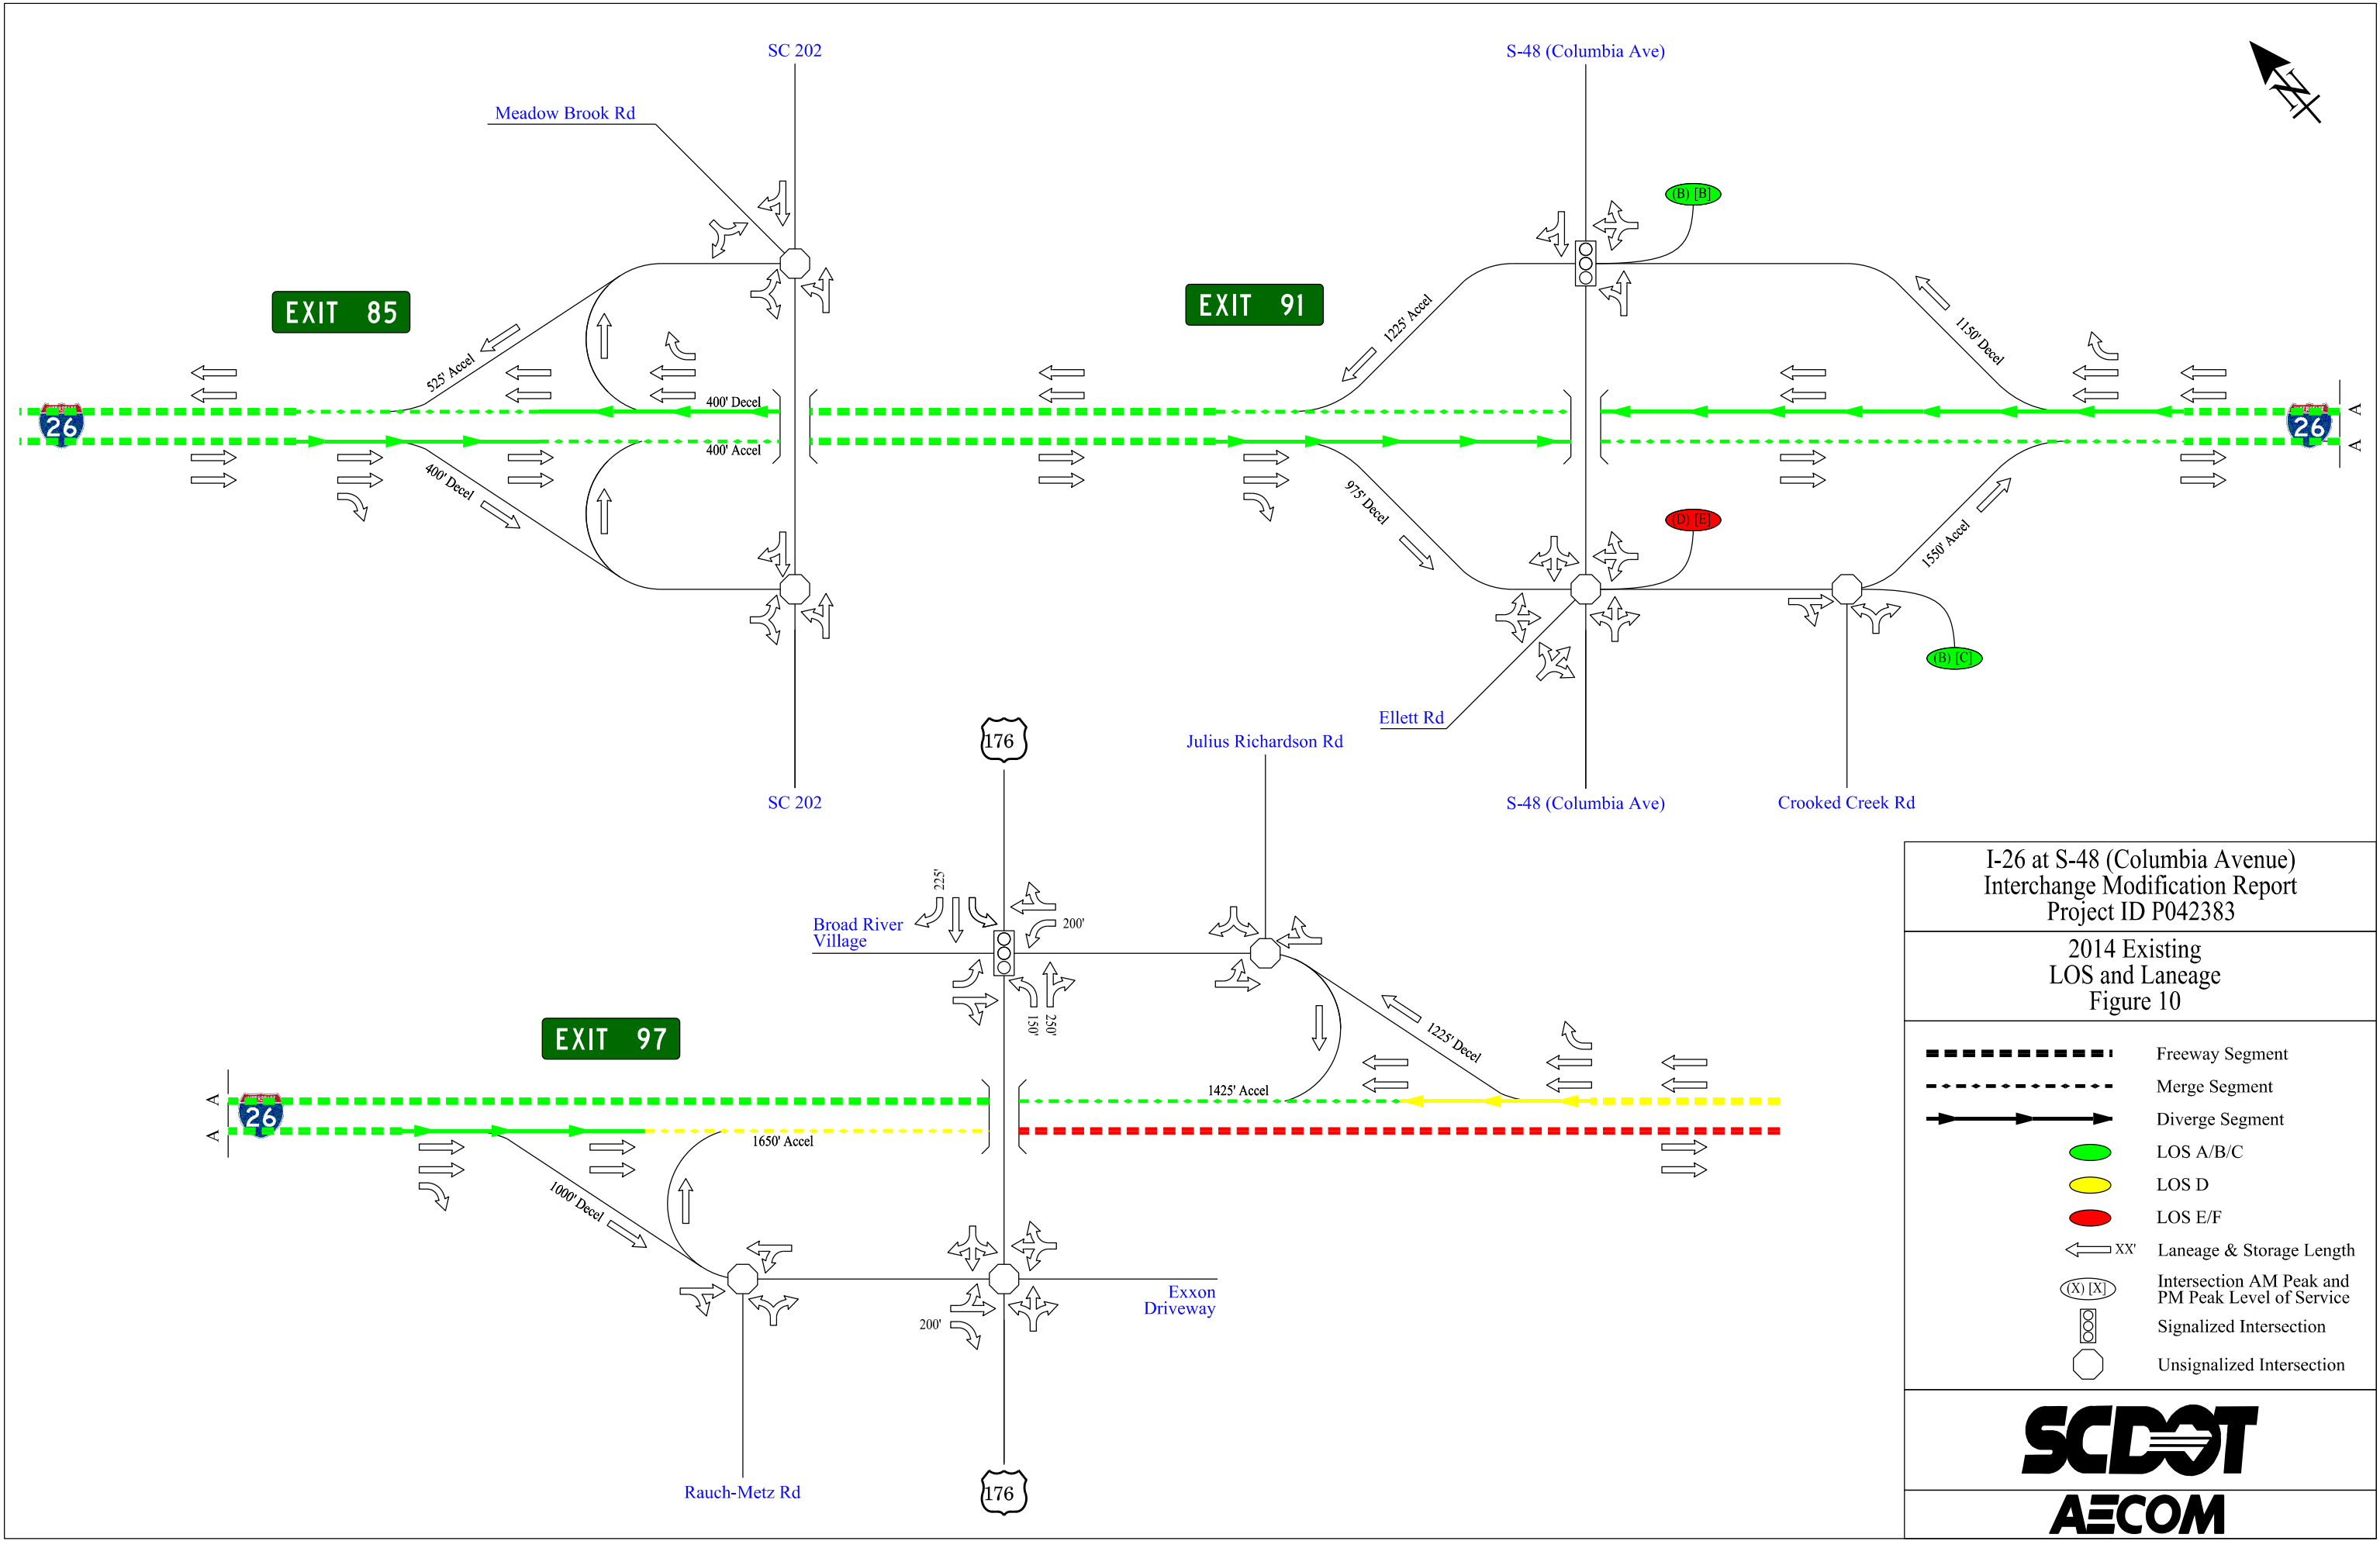 SC 202
S-48 (Columbia Ave)
Meadow Brook Rd
N
(B) [B]
EXIT 85
EXIT 91
525' Accel
1225' Accel
1150' Decel
400' Decel
26
26
A
A
400' Accel
400' Decel
975' Decel
(D) [E]
1550' Accel
(B) [C]
Ellett Rd
176
Julius Richardson Rd
SC 202
S-48 (Columbia Ave)
Crooked Creek Rd
225'
Broad River
Village
200'
150'
250'
EXIT 97
1225' Decel
1425' Accel
A
A
26
1650' Accel
1000' Decel
200'
Exxon
Driveway
Rauch-Metz Rd
176
I-26 at S-48 (Columbia Avenue)
Interchange Modification Report
Project ID P042383
2014 Existing
LOS and Laneage
Figure 10
Freeway Segment
Merge Segment
Diverge Segment
LOS A/B/C
LOS D
LOS E/F
XX' Laneage & Storage Length
(X) [X] Intersection AM Peak and
PM Peak Level of Service
Signalized Intersection
Unsignalized Intersection
SCDOT
AECOM